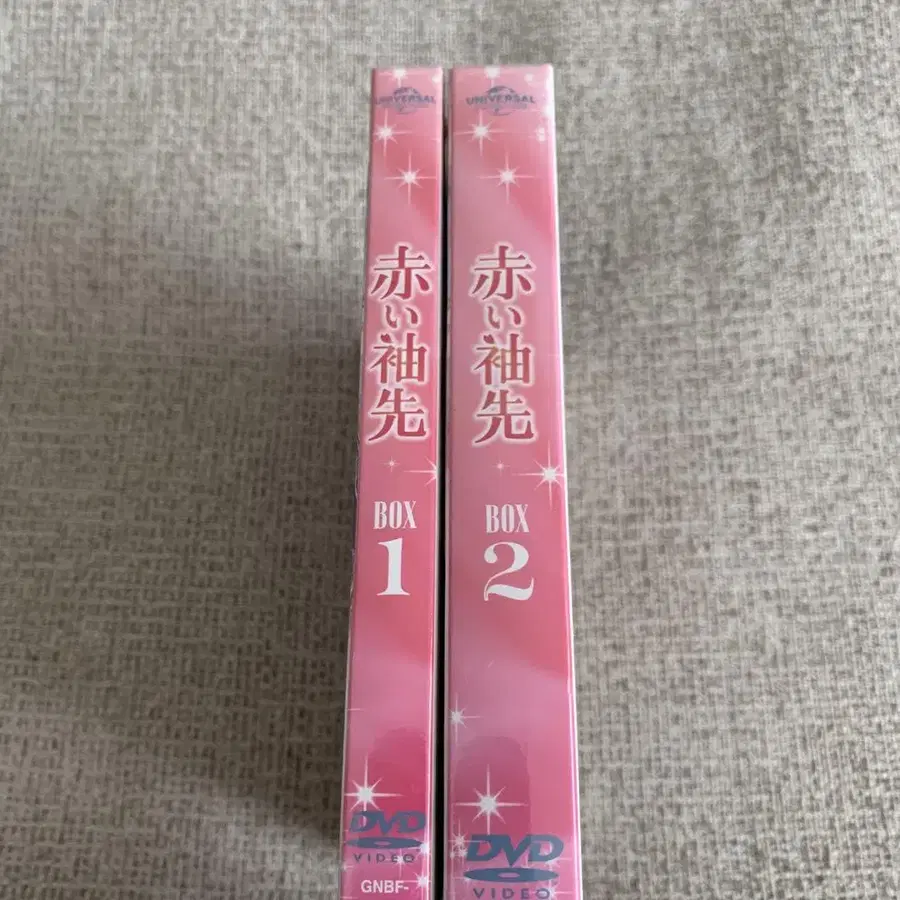 UNIVERSAL
赤い袖先
BOX
1
DVD
VIDEO
GNBF-
UNIVERSAL
赤い袖先
BOX
2
DVD
VIDEO